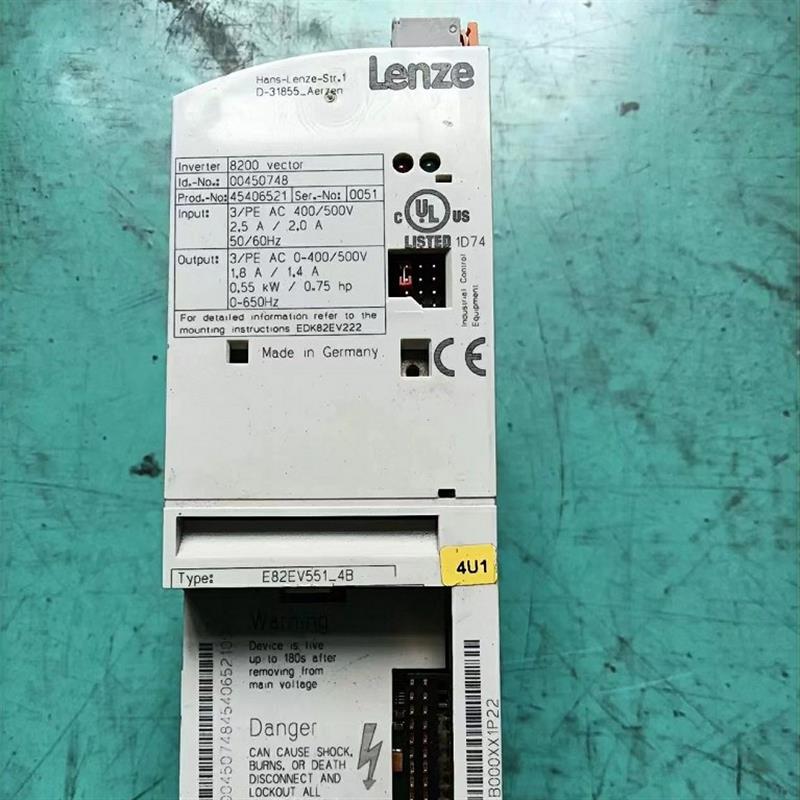 Hans-Lenze-Str.1
D-31855_Aerzen
Lenze
Inverter 8200 vector
Id.-No.: 00450748
Prod.-No: 45406521 Ser.-No: 0051
Input: 3/PE AC 400/500V
2.5 A / 2.0 A
50/60Hz
Output: 3/PE AC 0-400/500V
1.8 A / 1.4 A
0.55 kW / 0.75 hp
0-650Hz
For detailed information refer to the
mounting instructions EDK82EV222
C UL US
LISTED 1D74
Industrial Control
Equipment
Made in Germany
CE
Type: E82EV551_4B
4U1
Warning
Device is live
up to 180s after
removing from
main voltage
Danger
CAN CAUSE SHOCK,
BURNS, OR DEATH
DISCONNECT AND
LOCKOUT ALL
B000XX1P22